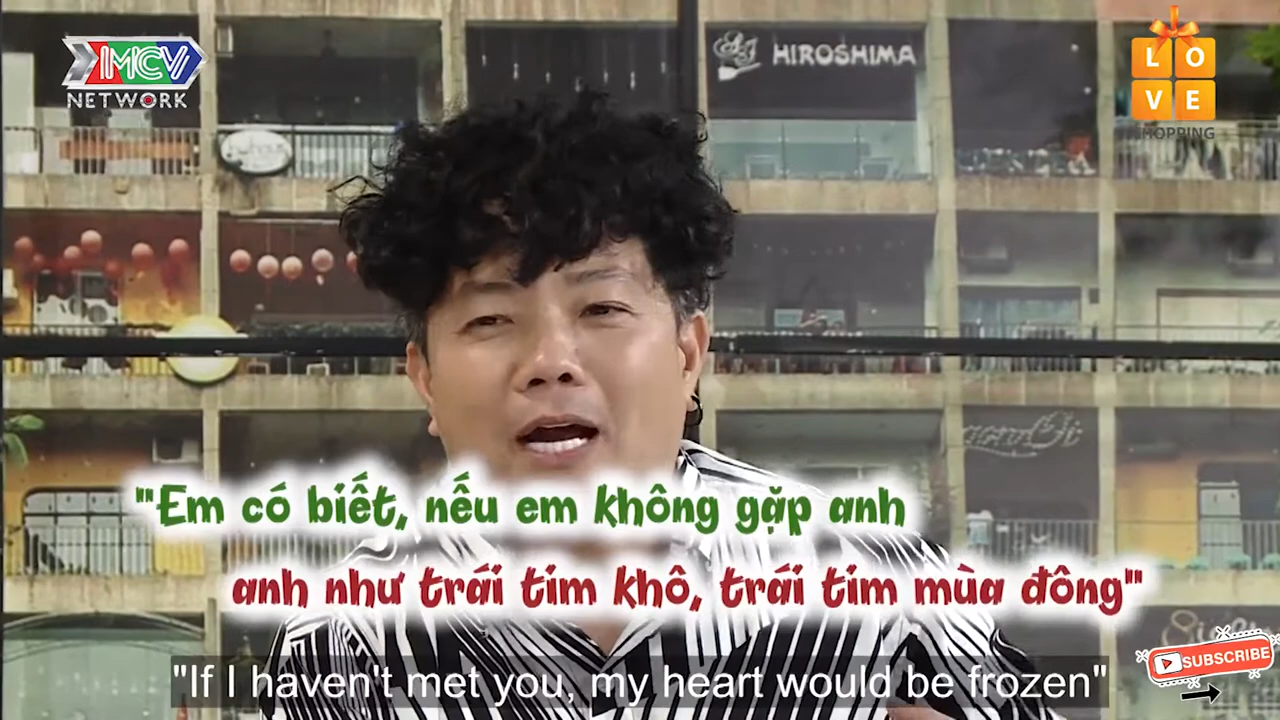 MCV
NETWORK
HIROSHIMA
L O
V E
SHOPPING
"Em có biết, nếu em không gặp anh
anh như trái tim khô, trái tim mùa đông"
"If I haven't met you, my heart would be frozen"
SUBSCRIBE